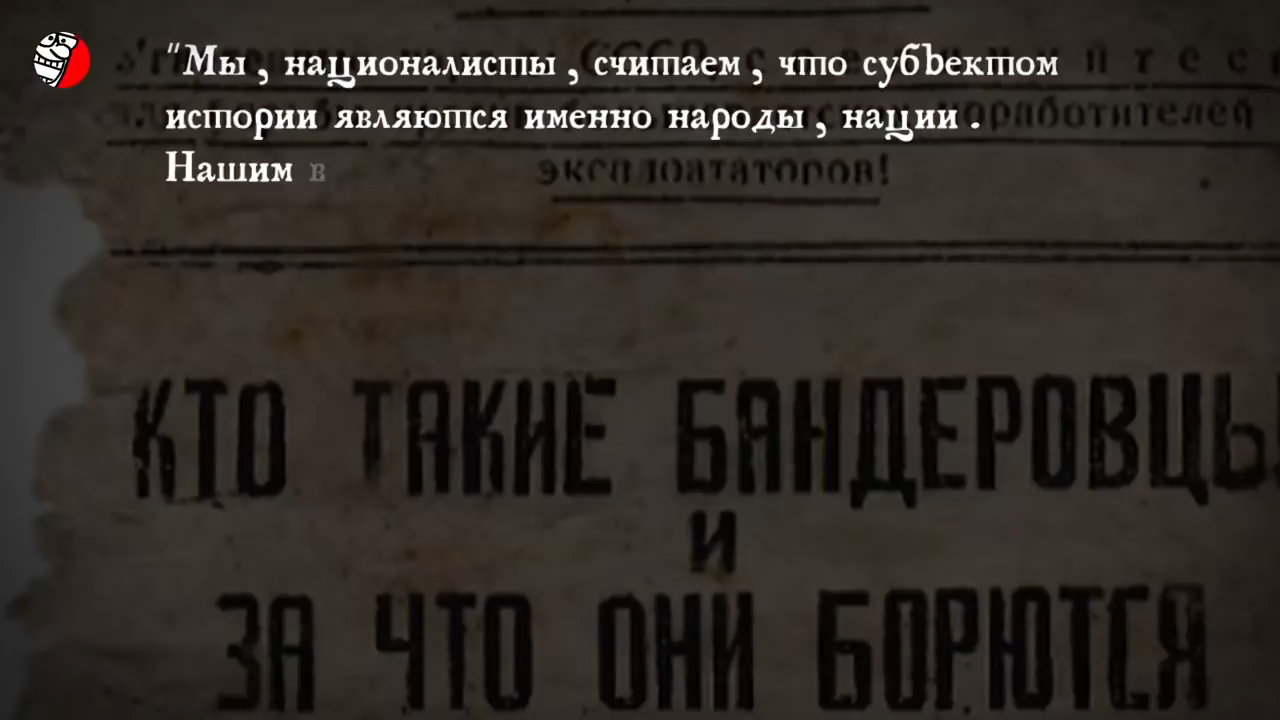 "Мы, националисты, считаем, что субъектом
истории являются именно народы, нации.
Нашим в
эксплоататоров!
КТО ТАКИЕ БАНДЕРОВЦЫ
И
ЗА ЧТО ОНИ БОРЮТСЯ